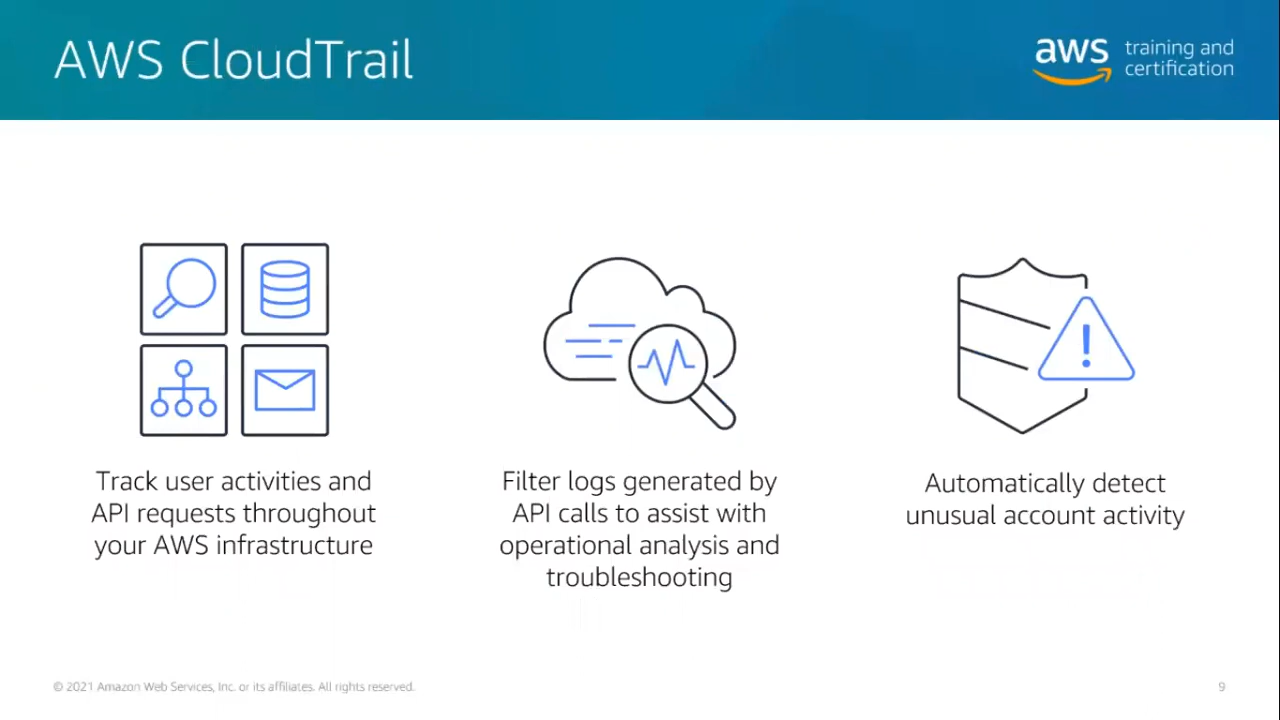 AWS CloudTrail
aws
training and
certification
Track user activities and
API requests throughout
your AWS infrastructure
Filter logs generated by
API calls to assist with
operational analysis and
troubleshooting
Automatically detect
unusual account activity
© 2021 Amazon Web Services, Inc. or its affiliates. All rights reserved.
9